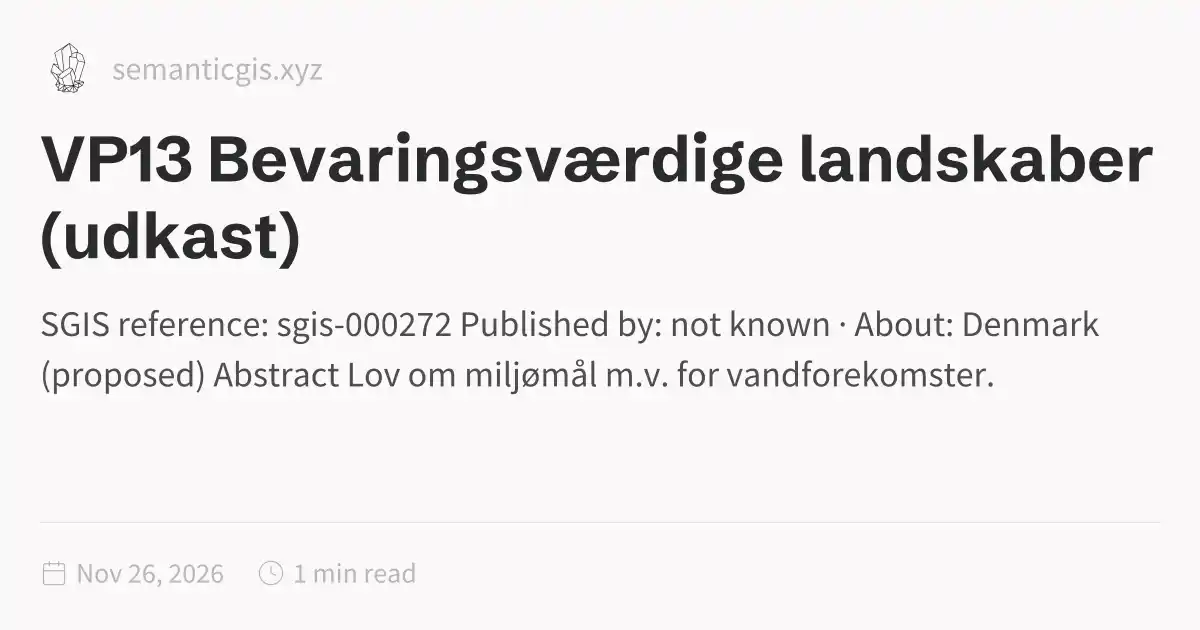 semanticgis.xyz
VP13 Bevaringsværdige landskaber
(udkast)
SGIS reference: sgis-000272 Published by: not known · About: Denmark
(proposed) Abstract Lov om miljømål m.v. for vandforekomster.
Nov 26, 2026 1 min read